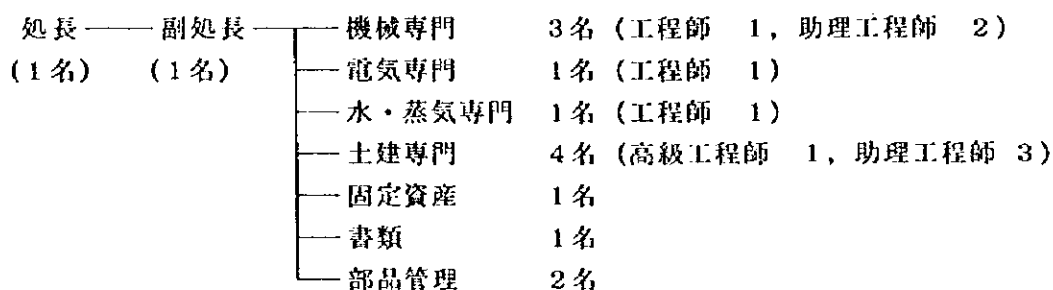 処長 副処長 機械専門 3名 (工程師 1, 助理工程師 2)
(1名) (1名) 電気専門 1名 (工程師 1)
水・蒸気専門 1名 (工程師 1)
土建専門 4名 (高級工程師 1, 助理工程師 3)
固定資産 1名
書類 1名
部品管理 2名